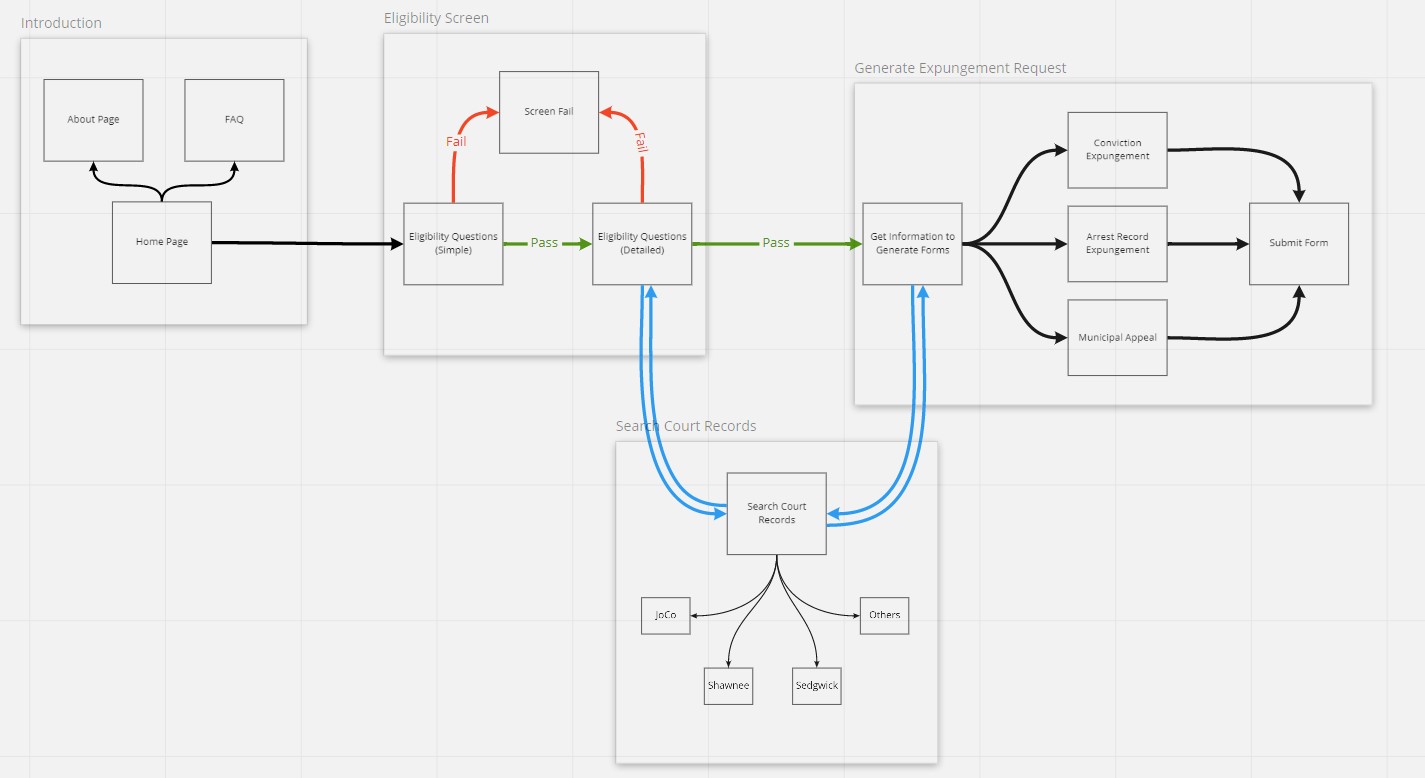 Introduction
About Page
FAQ
Home Page
Eligibility Screen
Screen Fail
Fail
Fail
Eligibility Questions
(Simple)
Pass
Eligibility Questions
(Detailed)
Pass
Generate Expungement Request
Get Information to
Generate Forms
Conviction
Expungement
Arrest Record
Expungement
Municipal Appeal
Submit Form
Search Court Records
Search Court
Records
JoCo
Others
Shawnee
Sedgwick